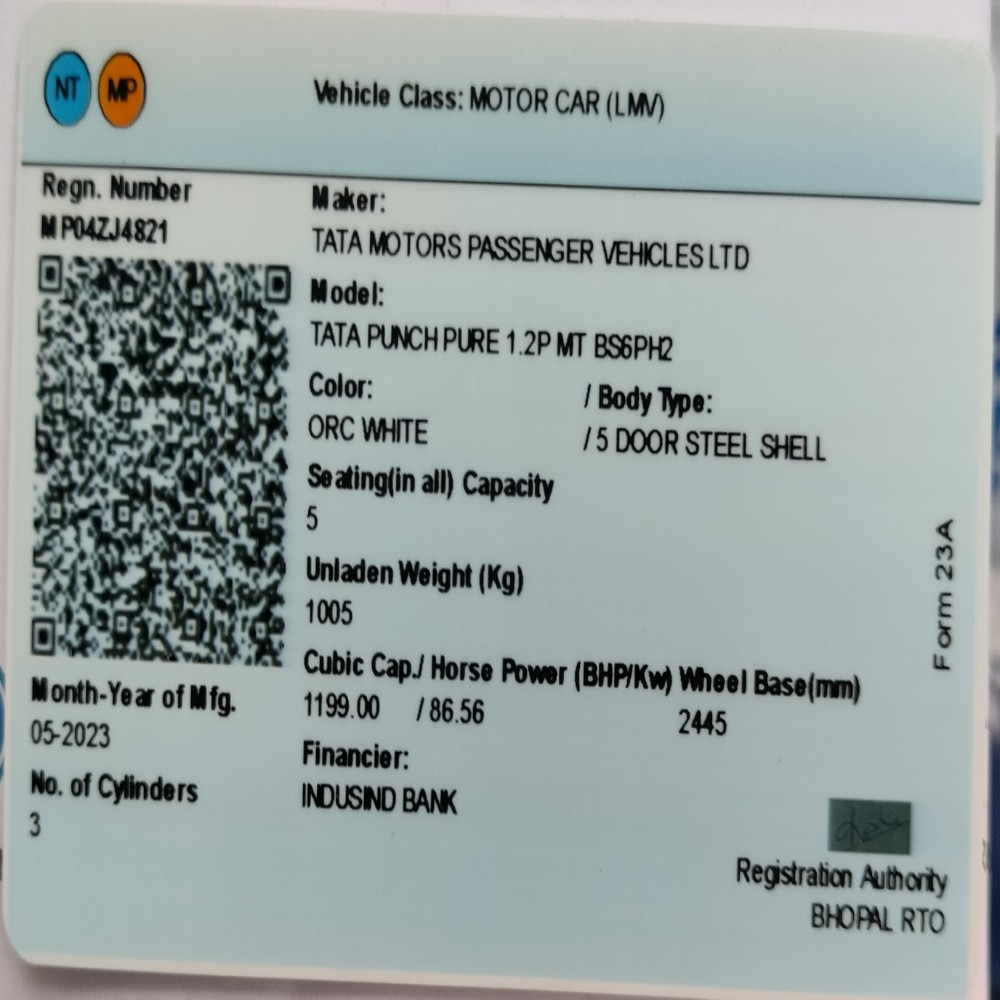 NT MP
Vehicle Class: MOTOR CAR (LMV)
Regn. Number
MP04ZJ4821
Maker:
TATA MOTORS PASSENGER VEHICLES LTD
Model:
TATA PUNCH PURE 1.2P MT BS6PH2
Color: / Body Type:
ORC WHITE / 5 DOOR STEEL SHELL
Seating(in all) Capacity
5
Unladen Weight (Kg)
1005
Cubic Cap./ Horse Power (BHP/Kw) Wheel Base(mm)
1199.00 / 86.56 2445
Month-Year of Mfg.
05-2023
Financier:
INDUSIND BANK
No. of Cylinders
3
Form 23A
Registration Authority
BHOPAL RTO